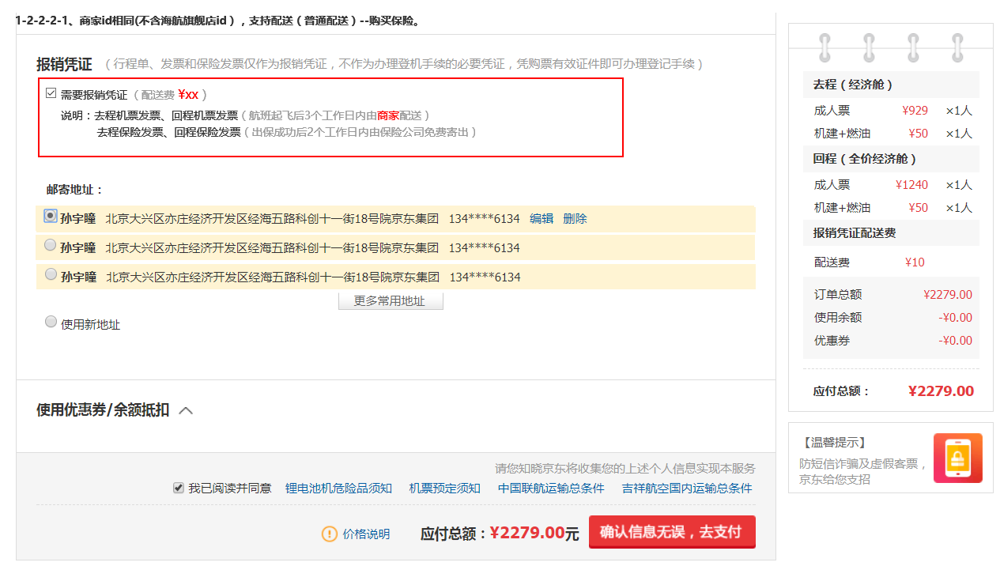 1-2-2-2-1、商家id相同(不含海航旗舰店id），支持配送（普通配送）--购买保险。
报销凭证 （行程单、发票和保险发票仅作为报销凭证，不作为办理登机手续的必要凭证，凭购票有效证件即可办理登记手续）
需要报销凭证（配送费 ¥xx ）
说明：去程机票发票、回程机票发票（航班起飞后3个工作日内由商家配送）
去程保险发票、回程保险发票（出保成功后2个工作日内由保险公司免费寄出）
邮寄地址：
孙宇曈 北京大兴区亦庄经济开发区经海五路科创十一街18号院京东集团 134****6134 编辑 删除
孙宇曈 北京大兴区亦庄经济开发区经海五路科创十一街18号院京东集团 134****6134
孙宇曈 北京大兴区亦庄经济开发区经海五路科创十一街18号院京东集团 134****6134
更多常用地址
使用新地址
使用优惠券/余额抵扣
请您知晓京东将收集您的上述个人信息实现本服务
我已阅读并同意 锂电池机危险品须知 机票预定须知 中国联航运输总条件 吉祥航空国内运输总条件
价格说明 应付总额：¥2279.00元 确认信息无误，去支付
去程（经济舱）
成人票 ¥929 ×1人
机建+燃油 ¥50 ×1人
回程（全价经济舱）
成人票 ¥1240 ×1人
机建+燃油 ¥50 ×1人
报销凭证配送费
配送费 ¥10
订单总额 ¥2279.00
使用余额 -¥0.00
优惠券 -¥0.00
应付总额： ¥2279.00
【温馨提示】
防短信诈骗及虚假客票，
京东给您支招